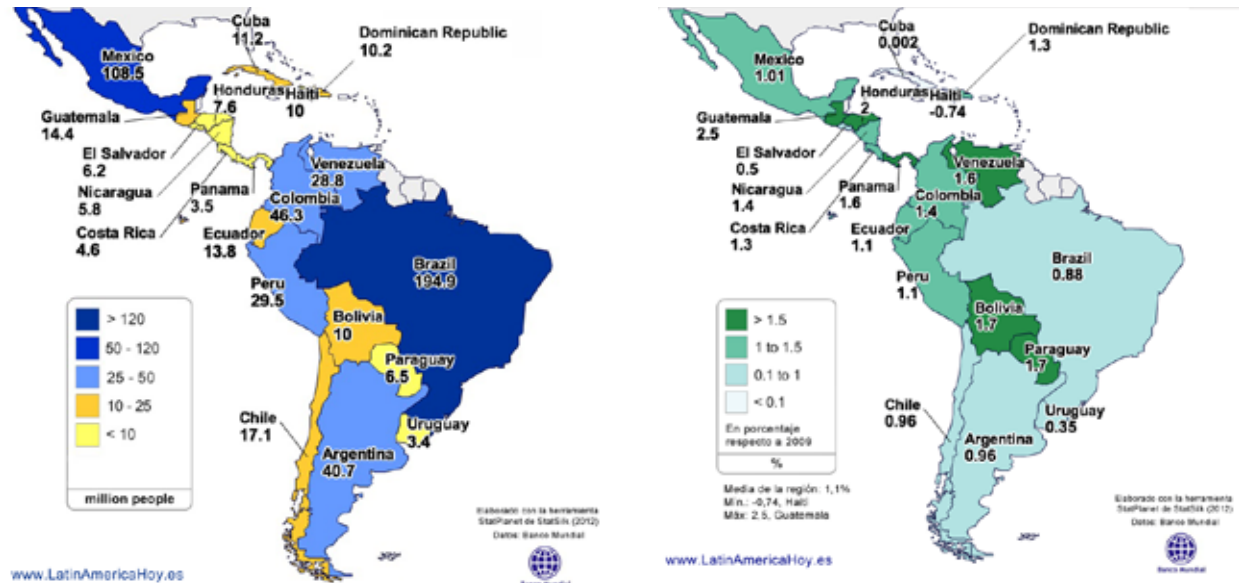 Cuba
11.2
Dominican Republic
10.2
Mexico
108.5
Honduras
7.6
Haiti
10
Guatemala
14.4
El Salvador
6.2
Nicaragua
5.8
Panama
3.5
Costa Rica
4.6
Venezuela
28.8
Colombia
46.3
Ecuador
13.8
Brazil
194.9
Peru
29.5
Bolivia
10
Paraguay
6.5
Chile
17.1
Uruguay
3.4
Argentina
40.7
> 120
50 - 120
25 - 50
10 - 25
< 10
million people
Elaborado con la herramienta
StatPlanet de StatSilk (2012)
Datos: Banco Mundial
Banco Mundial
www.LatinAmericaHoy.es
Cuba
0.002
Dominican Republic
1.3
Mexico
1.01
Honduras
2
Haiti
-0.74
Guatemala
2.5
El Salvador
0.5
Nicaragua
1.4
Panama
1.6
Costa Rica
1.3
Venezuela
1.6
Colombia
1.4
Ecuador
1.1
Brazil
0.88
Peru
1.1
Bolivia
1.7
Paraguay
1.7
Chile
0.96
Uruguay
0.35
Argentina
0.96
> 1.5
1 to 1.5
0.1 to 1
< 0.1
En porcentaje
respecto a 2009
%
Media de la región: 1,1%
Mín.: -0,74, Haití
Máx: 2.5, Guatemala
Elaborado con la herramienta
StatPlanet de StatSilk (2012)
Datos: Banco Mundial
Banco Mundial
www.LatinAmericaHoy.es